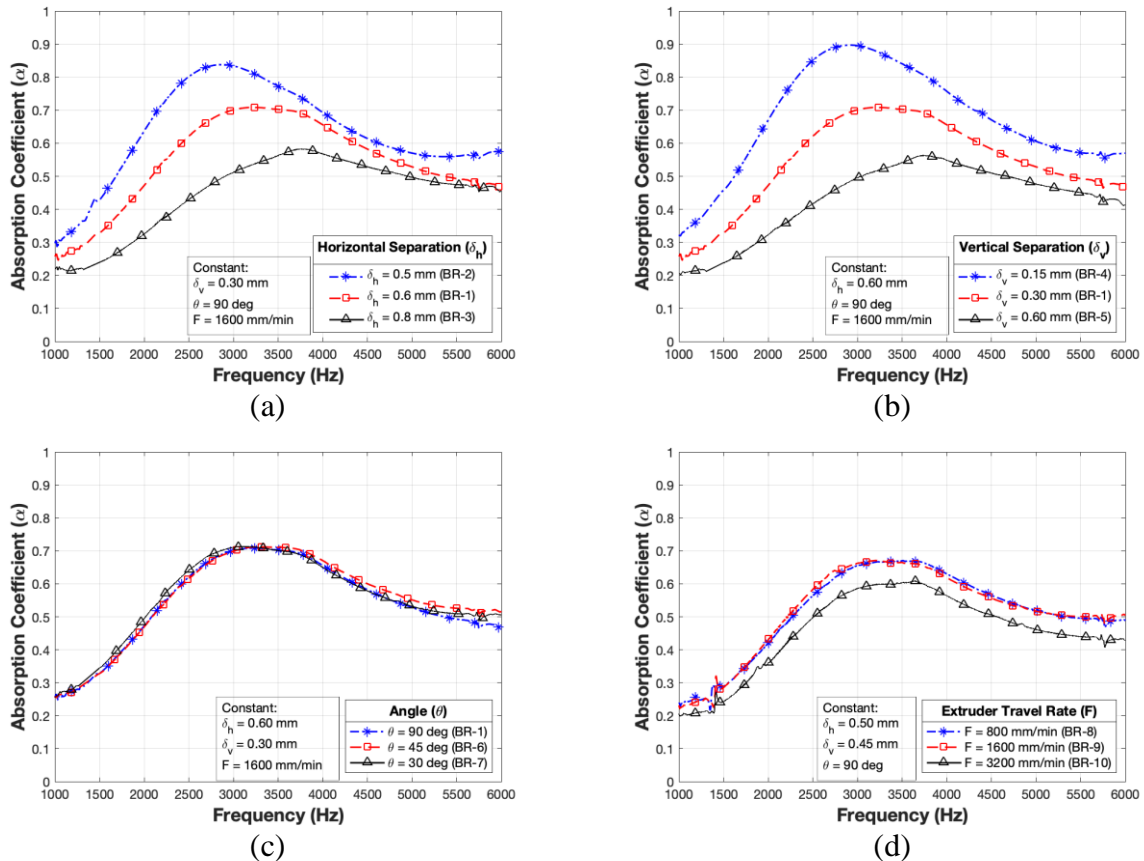 (a)
Absorption Coefficient (α)
1
0.9
0.8
0.7
0.6
0.5
0.4
0.3
0.2
0.1
0
Constant:
δv = 0.30 mm
θ = 90 deg
F = 1600 mm/min
Horizontal Separation (δh)
δh = 0.5 mm (BR-2)
δh = 0.6 mm (BR-1)
δh = 0.8 mm (BR-3)
1000 1500 2000 2500 3000 3500 4000 4500 5000 5500 6000
Frequency (Hz)
(a)
(b)
Absorption Coefficient (α)
1
0.9
0.8
0.7
0.6
0.5
0.4
0.3
0.2
0.1
0
Constant:
δh = 0.60 mm
θ = 90 deg
F = 1600 mm/min
Vertical Separation (δv)
δv = 0.15 mm (BR-4)
δv = 0.30 mm (BR-1)
δv = 0.60 mm (BR-5)
1000 1500 2000 2500 3000 3500 4000 4500 5000 5500 6000
Frequency (Hz)
(b)
Absorption Coefficient (α)
1
0.9
0.8
0.7
0.6
0.5
0.4
0.3
0.2
0.1
0
Constant:
δh = 0.60 mm
δv = 0.30 mm
F = 1600 mm/min
Angle (θ)
θ = 90 deg (BR-1)
θ = 45 deg (BR-6)
θ = 30 deg (BR-7)
1000 1500 2000 2500 3000 3500 4000 4500 5000 5500 6000
Frequency (Hz)
(c)
Absorption Coefficient (α)
1
0.9
0.8
0.7
0.6
0.5
0.4
0.3
0.2
0.1
0
Constant:
δh = 0.50 mm
δv = 0.45 mm
θ = 90 deg
Extruder Travel Rate (F)
F = 800 mm/min (BR-8)
F = 1600 mm/min (BR-9)
F = 3200 mm/min (BR-10)
1000 1500 2000 2500 3000 3500 4000 4500 5000 5500 6000
Frequency (Hz)
(d)